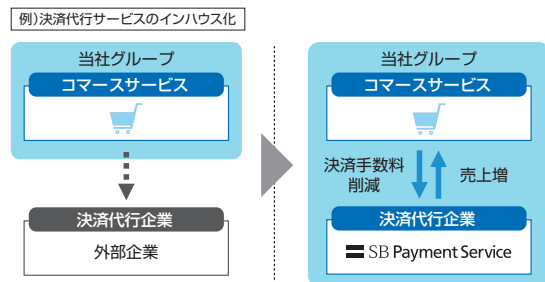 例)決済代行サービスのインハウス化
当社グループ
コマースサービス
決済代行企業
外部企業
当社グループ
コマースサービス
決済手数料
削減
売上増
決済代行企業
SB Payment Service